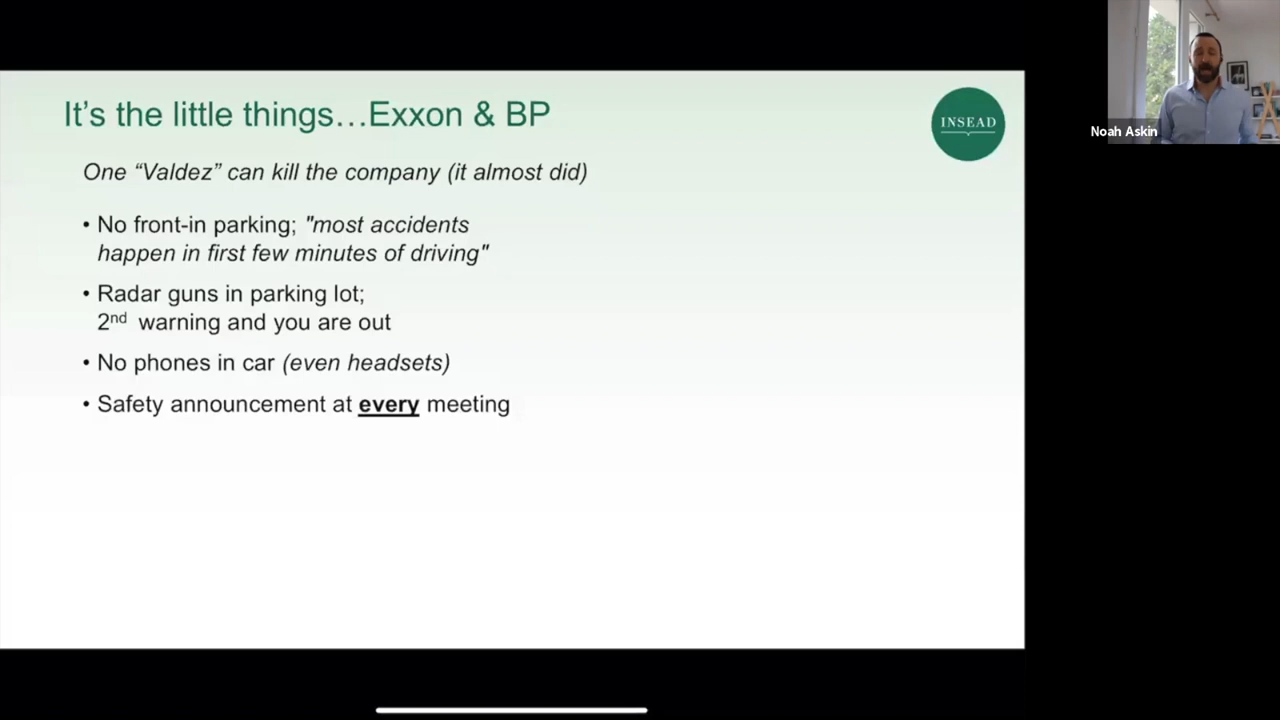 It's the little things…Exxon & BP
INSEAD
One “Valdez” can kill the company (it almost did)
• No front-in parking; "most accidents
happen in first few minutes of driving"
• Radar guns in parking lot;
2nd warning and you are out
• No phones in car (even headsets)
• Safety announcement at every meeting
Noah Askin